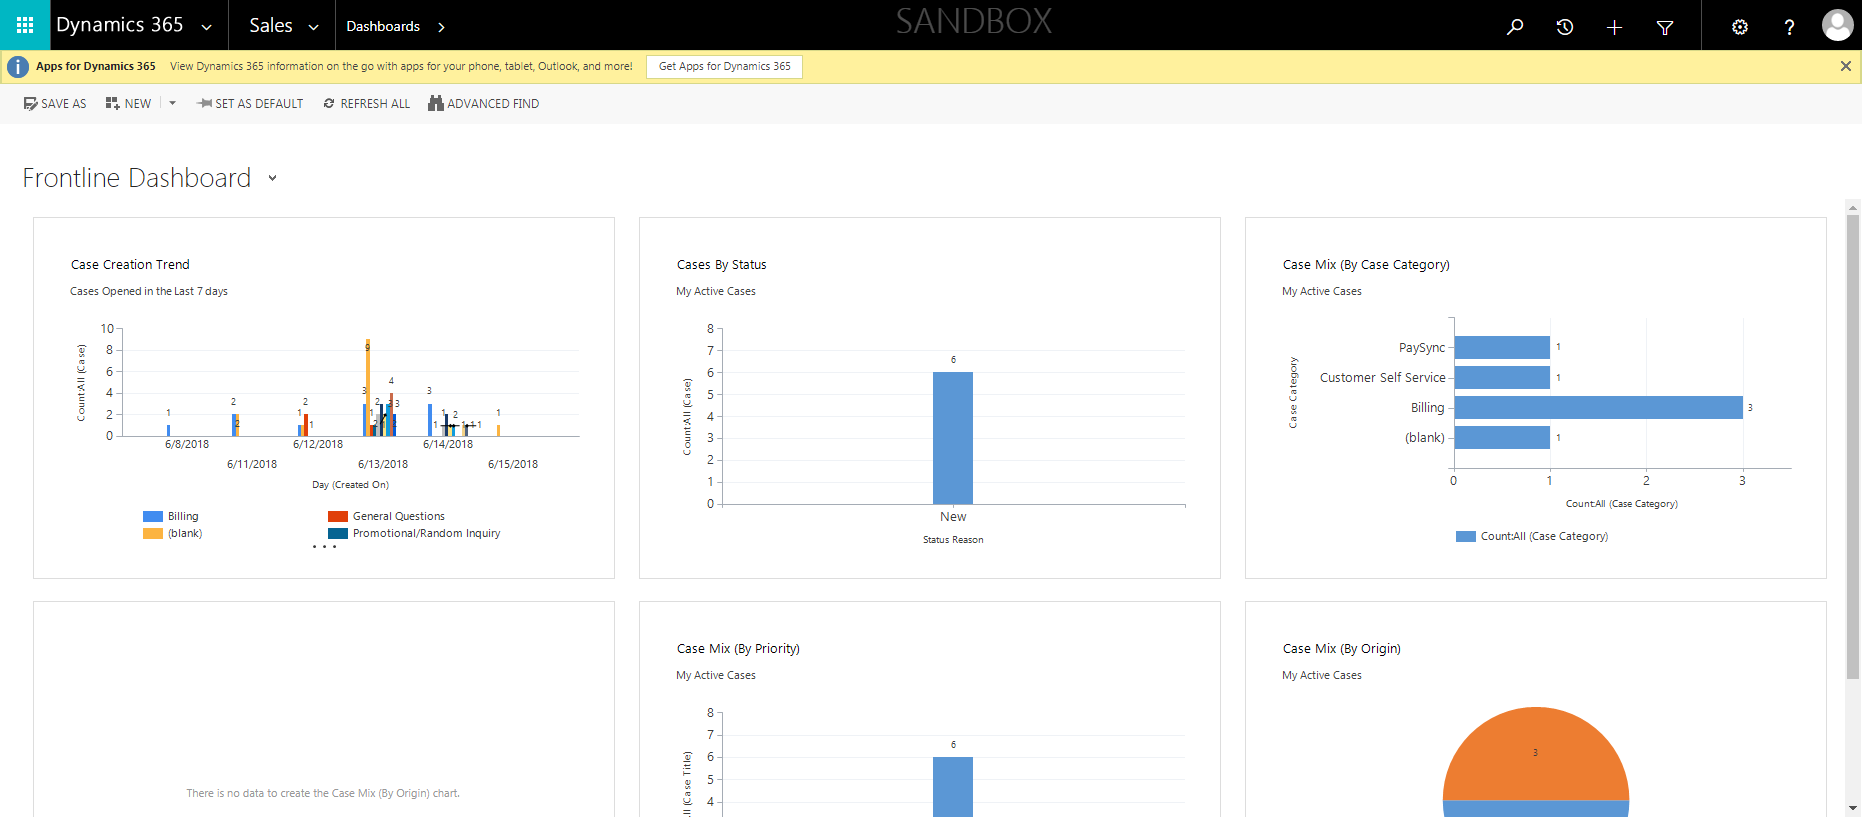 Dynamics 365
Sales
Dashboards
SANDBOX
?
i
Apps for Dynamics 365
View Dynamics 365 information on the go with apps for your phone, tablet, Outlook, and more!
Get Apps for Dynamics 365
SAVE AS
NEW
SET AS DEFAULT
REFRESH ALL
ADVANCED FIND
Frontline Dashboard
Case Creation Trend
Cases Opened in the Last 7 days
Count:All (Case)
10
8
6
4
2
0
1
2
2
1
2
1
3
9
1
2
4
3
3
1
2
1
1
1
6/8/2018
6/12/2018
6/14/2018
6/11/2018
6/13/2018
6/15/2018
Day (Created On)
Billing
General Questions
(blank)
Promotional/Random Inquiry
Cases By Status
My Active Cases
Count:All (Case)
8
7
6
5
4
3
2
1
0
6
New
Status Reason
Case Mix (By Case Category)
My Active Cases
Case Category
PaySync
1
Customer Self Service
1
Billing
3
(blank)
1
0
1
2
3
Count:All (Case Category)
Count:All (Case Category)
There is no data to create the Case Mix (By Origin) chart.
Case Mix (By Priority)
My Active Cases
(Case Title)
8
7
6
5
4
6
Case Mix (By Origin)
My Active Cases
3